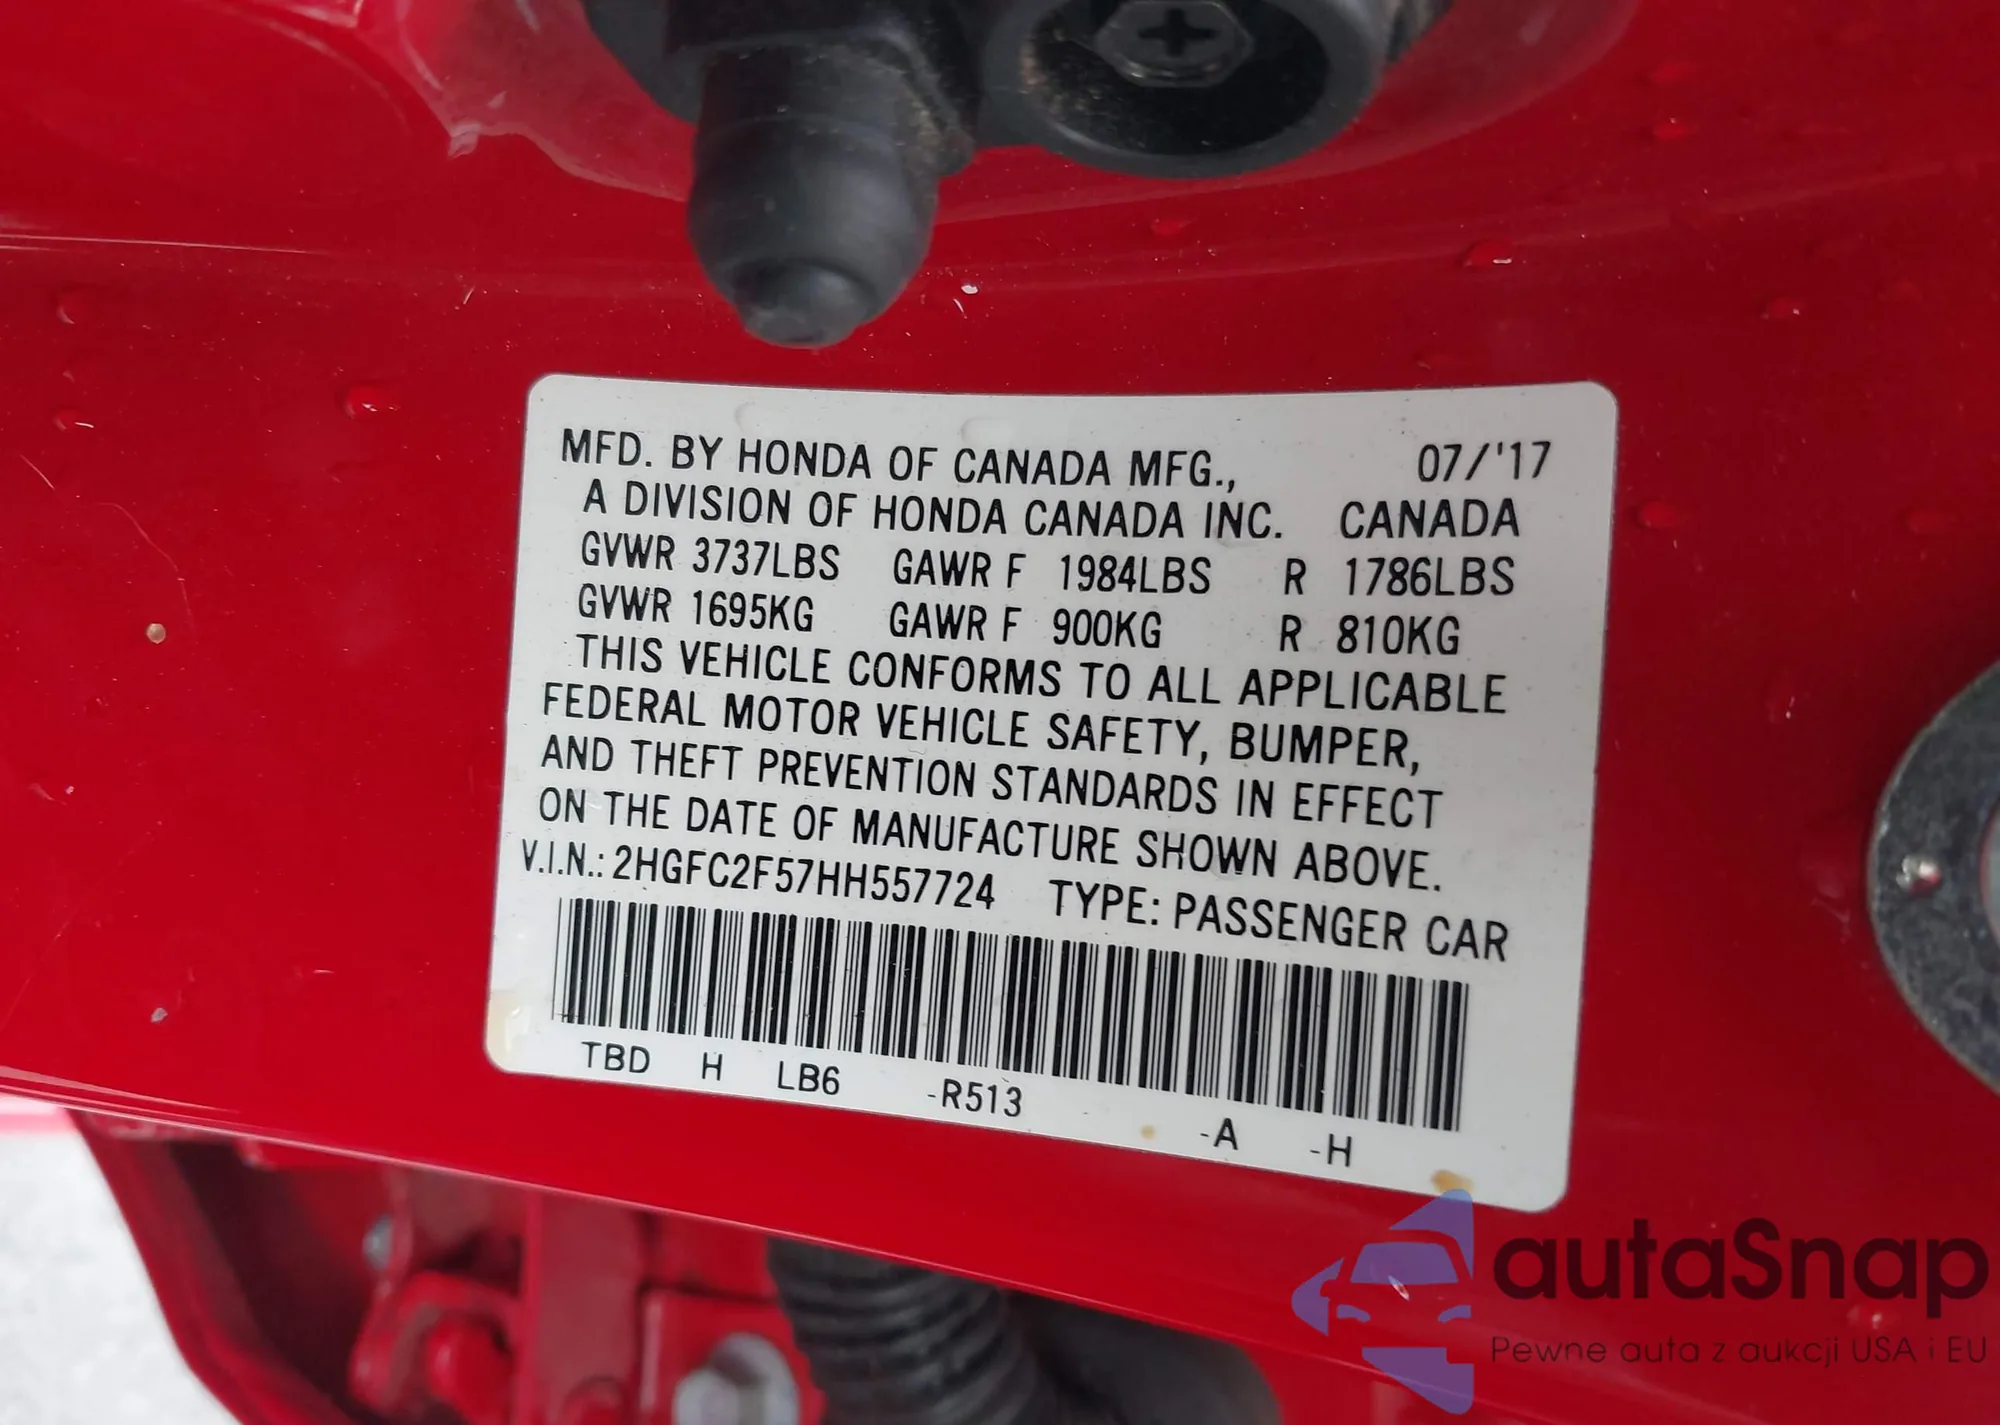 MFD. BY HONDA OF CANADA MFG., 07/'17
A DIVISION OF HONDA CANADA INC. CANADA
GVWR 3737LBS GAWR F 1984LBS R 1786LBS
GVWR 1695KG GAWR F 900KG R 810KG
THIS VEHICLE CONFORMS TO ALL APPLICABLE
FEDERAL MOTOR VEHICLE SAFETY, BUMPER,
AND THEFT PREVENTION STANDARDS IN EFFECT
ON THE DATE OF MANUFACTURE SHOWN ABOVE.
V.I.N.: 2HGFC2F57HH557724 TYPE: PASSENGER CAR
TBD H LB6 -R513 -A -H
autaSnap
Pewne auta z aukcji USA i EU